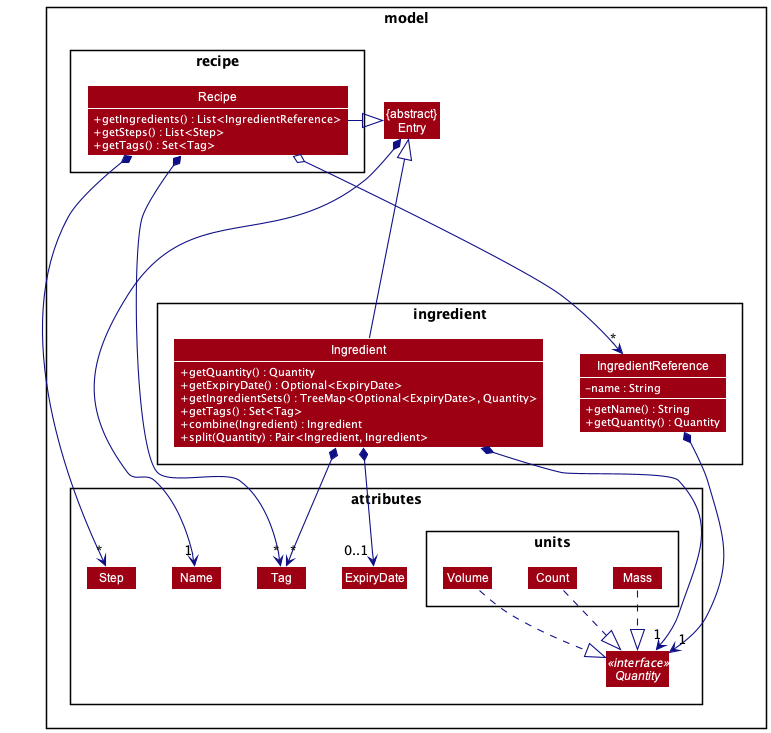 model
recipe
Recipe
+getIngredients() : List<IngredientReference>
+getSteps() : List<Step>
+getTags() : Set<Tag>
{abstract}
Entry
*
ingredient
Ingredient
+getQuantity() : Quantity
+getExpiryDate() : Optional<ExpiryDate>
+getIngredientSets() : TreeMap<Optional<ExpiryDate>, Quantity>
+getTags() : Set<Tag>
+combine(Ingredient) : Ingredient
+split(Quantity) : Pair<Ingredient, Ingredient>
IngredientReference
-name : String
+getName() : String
+getQuantity() : Quantity
attributes
* 1 * * 0..1
Step
Name
Tag
ExpiryDate
units
Volume
Count
Mass
1 1
«interface»
Quantity